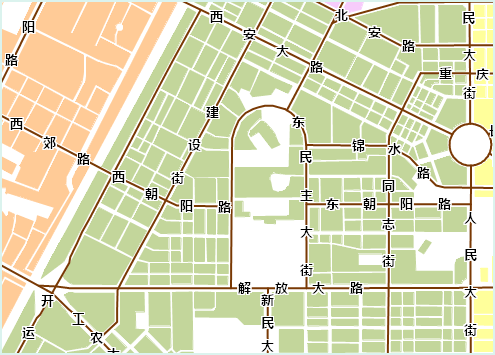 阳路
西安大路
北安路
民大街
重庆
西郊路
建设街
东民主大街
锦水路
西朝阳路
同志街
东朝阳路
人民大街
解放大路
开运
工农大
新民大